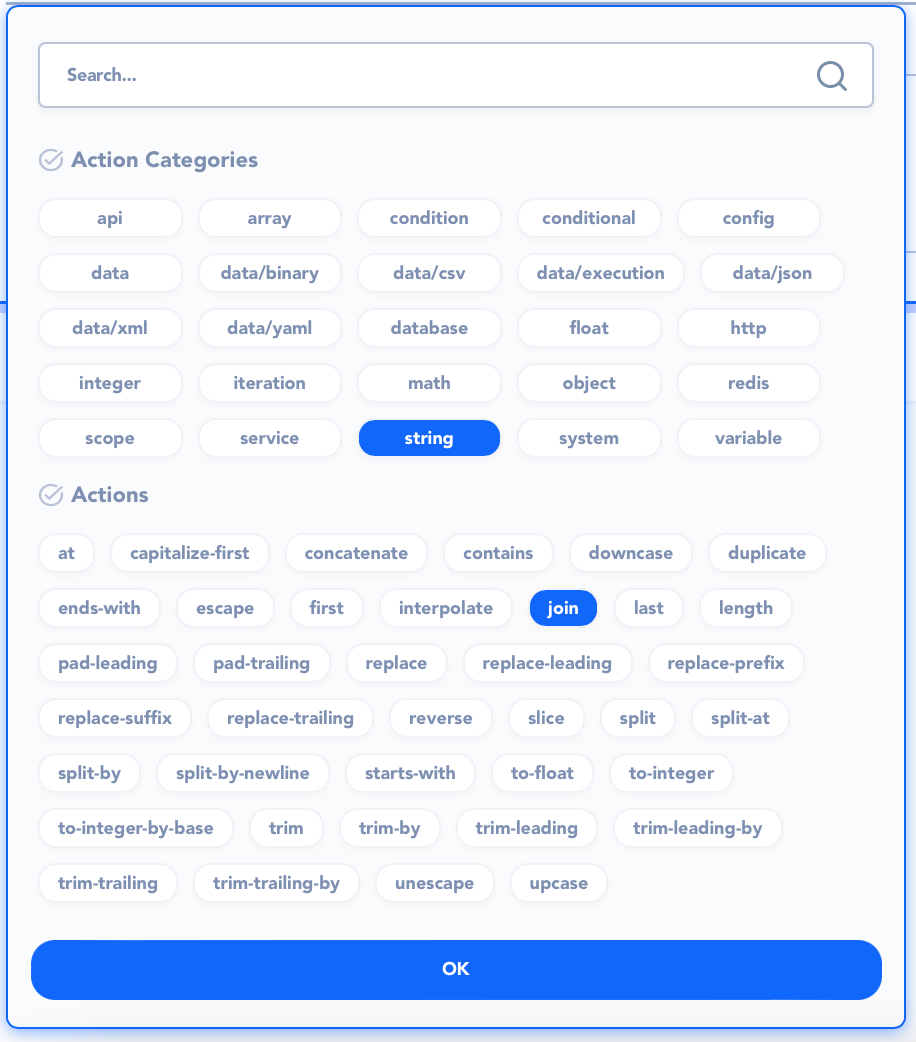 Search...
Action Categories
api array condition conditional config
data data/binary data/csv data/execution data/json
data/xml data/yaml database float http
integer iteration math object redis
scope service string system variable
Actions
at capitalize-first concatenate contains downcase duplicate
ends-with escape first interpolate join last length
pad-leading pad-trailing replace replace-leading replace-prefix
replace-suffix replace-trailing reverse slice split split-at
split-by split-by-newline starts-with to-float to-integer
to-integer-by-base trim trim-by trim-leading trim-leading-by
trim-trailing trim-trailing-by unescape upcase
OK